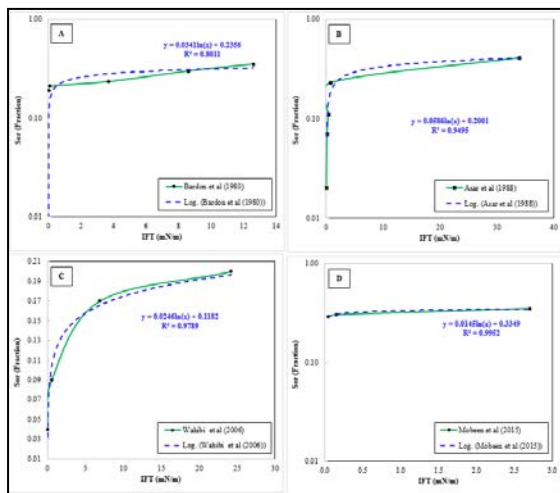 A
y = 0.0341ln(x) + 0.2356
R² = 0.8011
Sor (Fraction)
1.00
0.10
0.01
0 2 4 6 8 10 12 14
IFT (mN/m)
Bardon et al (1980)
Log. (Bardon et al (1980))
B
y = 0.0586ln(x) + 0.2001
R² = 0.9495
Sor (Fraction)
1.00
0.10
0.01
0 10 20 30 40
IFT (mN/m)
Asar et al (1988)
Log. (Asar et al (1988))
C
y = 0.0246ln(x) + 0.1182
R² = 0.9789
Sor (Fraction)
0.21
0.19
0.17
0.15
0.13
0.11
0.09
0.07
0.05
0.03
0.01
0 5 10 15 20 25 30
IFT (mN/m)
Wahibi et al (2006)
Log. (Wahibi et al (2006))
D
y = 0.0145ln(x) + 0.3349
R² = 0.9952
Sor (Fraction)
1.00
0.10
0.01
0.0 0.5 1.0 1.5 2.0 2.5 3.0
IFT (mN/m)
Mobeen et al (2015)
Log. (Mobeen et al (2015))